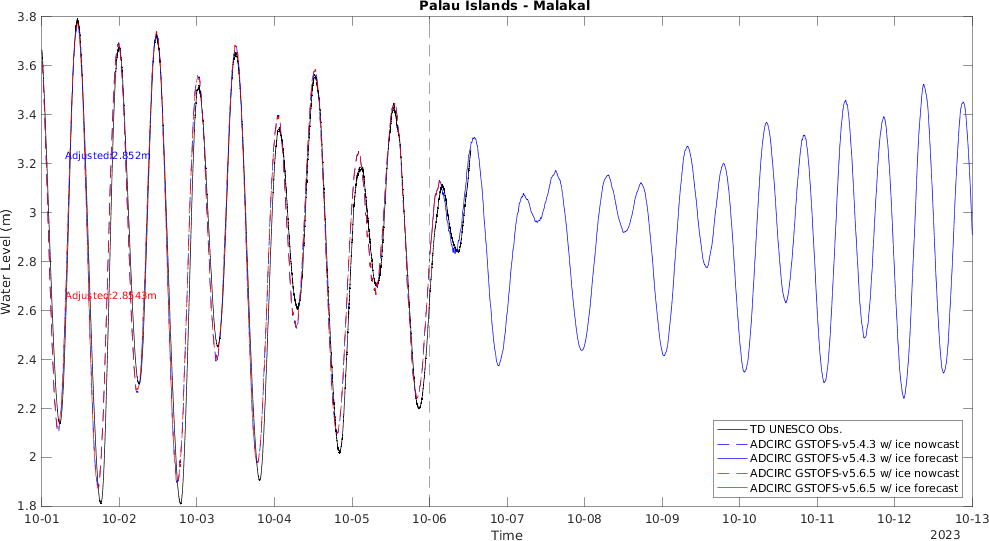 Palau Islands - Malakal
3.8
3.6
3.4
3.2
3
2.8
2.6
2.4
2.2
2
1.8
Water Level (m)
Adjusted:2.852m
Adjusted:2.8543m
TD UNESCO Obs.
ADCIRC GSTOFS-v5.4.3 w/ ice nowcast
ADCIRC GSTOFS-v5.4.3 w/ ice forecast
ADCIRC GSTOFS-v5.6.5 w/ ice nowcast
ADCIRC GSTOFS-v5.6.5 w/ ice forecast
10-01 10-02 10-03 10-04 10-05 10-06 10-07 10-08 10-09 10-10 10-11 10-12 10-13
Time
2023